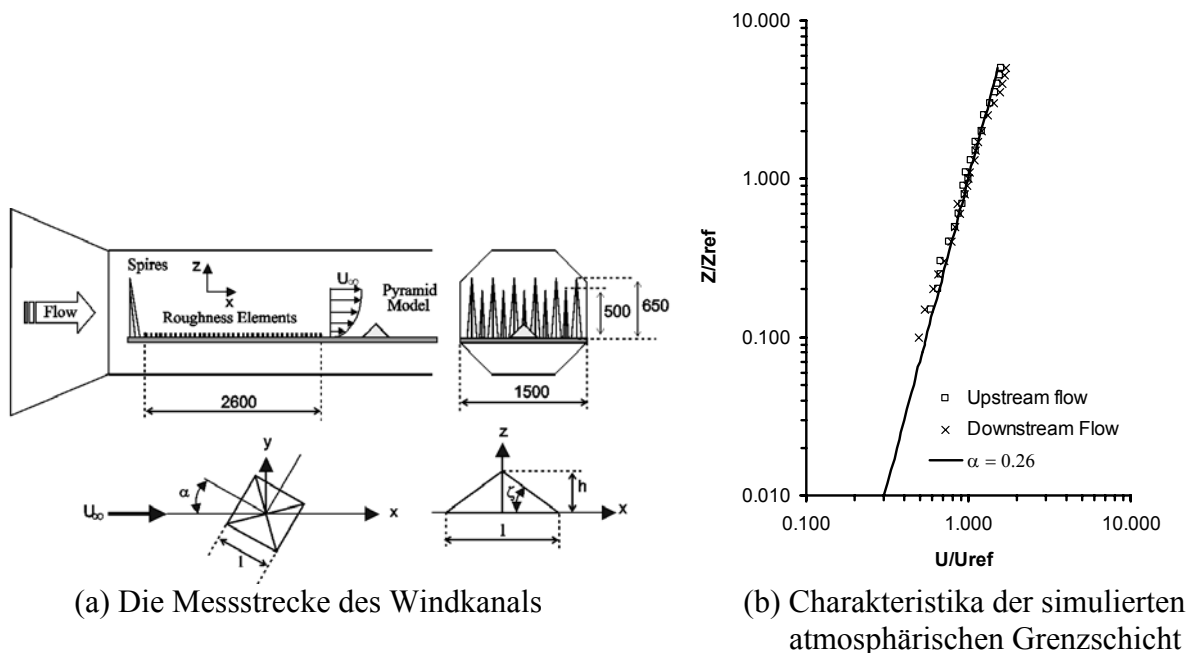 Spires
z
x
Flow
Roughness Elements
U∞
Pyramid
Model
2600
500
650
1500
y
α
U∞
x
l
z
ζ
h
x
l
(a) Die Messstrecke des Windkanals
10.000
1.000
0.100
0.010
Z/Zref
Upstream flow
Downstream Flow
α = 0.26
0.100
1.000
10.000
U/Uref
(b) Charakteristika der simulierten
atmosphärischen Grenzschicht